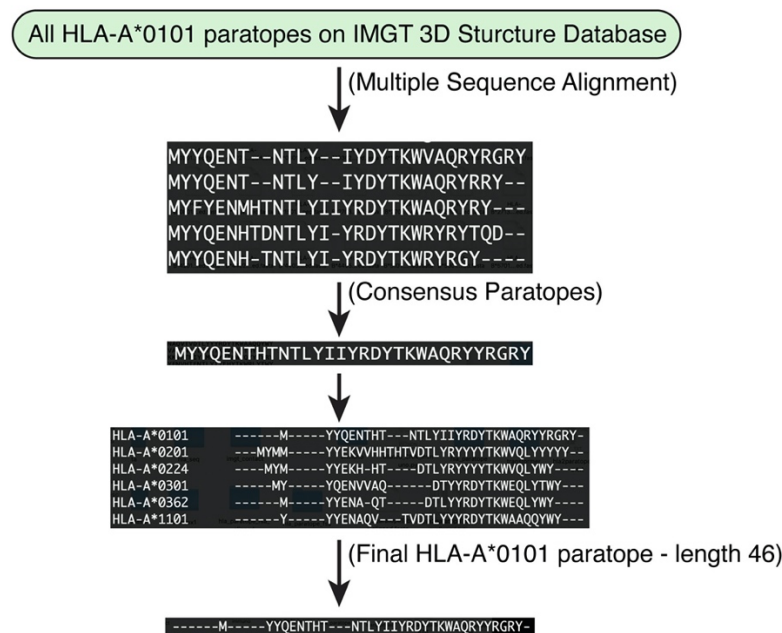 All HLA-A*0101 paratopes on IMGT 3D Sturcture Database
(Multiple Sequence Alignment)
MYYQENT--NTLY--IYDYTKWVAQRYRGRY
MYYQENT--NTLY--IYDYTKWAQRYRRY--
MYFYENMHTNTLYIIYRDYTKWAQRYRY---
MYYQENHTDNTLYI-YRDYTKWRYRYTQD--
MYYQENH-TNTLYI-YRDYTKWRYRGY----
(Consensus Paratopes)
MYYQENTHTNTLYIIYRDYTKWAQRYYRGRY
HLA-A*0101 ------M-----YYQENTHT---NTLYIIYRDYTKWAQRYYRGRY-
HLA-A*0201 ---MYMM-----YYEKVVHHTHTVDTLYRYYYYTKWVQLYYYYY--
HLA-A*0224 ----MYM-----YYEKH-HT----DTLYRYYYYTKWVQLYWY----
HLA-A*0301 -----MY-----YQENVVAQ-----DTYYRDYTKWEQLYTWY----
HLA-A*0362 ------M-----YYENA-QT-----DTLYYRDYTKWEQLYWY----
HLA-A*1101 ------Y-----YYENAQV---TVDTLYYRDYTKWAAQQYWY----
(Final HLA-A*0101 paratope - length 46)
------M-----YYQENTHT---NTLYIIYRDYTKWAQRYYRGRY-